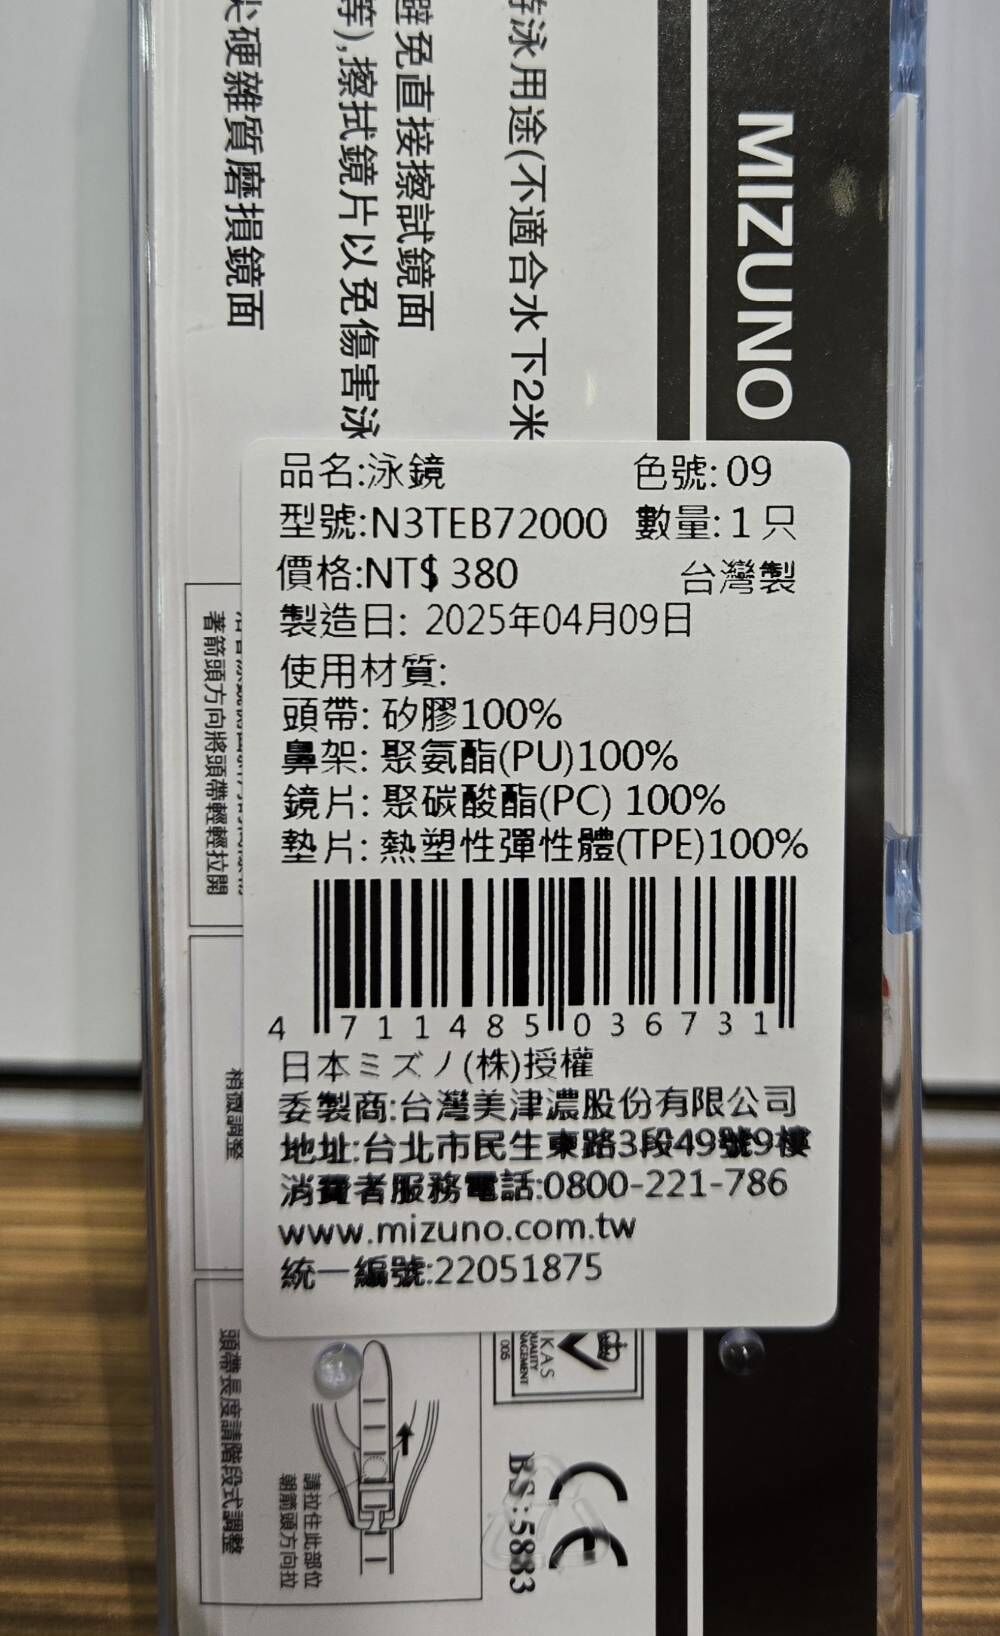 MIZUNO
泳用途(不適合水下2米
避免直接擦試鏡面
等),擦拭鏡片以免傷害泳
尖硬雜質磨損鏡面
品名:泳鏡 色號: 09
型號:N3TEB72000 數量: 1 只
價格:NT$ 380 台灣製
製造日: 2025年04月09日
使用材質:
頭帶: 矽膠100%
鼻架: 聚氨酯(PU)100%
鏡片: 聚碳酸酯(PC) 100%
墊片: 熱塑性彈性體(TPE)100%
4 711485 036731
日本ミズノ(株)授權
委製商:台灣美津濃股份有限公司
地址:台北市民生東路3段49號9樓
消費者服務電話:0800-221-786
www.mizuno.com.tw
統一編號:22051875
著箭頭方向將頭帶輕輕拉開
稍微調整
頭帶長度請階段式調整
請拉住此部位
朝箭頭方向拉
KAS
QUALITY
MANAGEMENT
005
CE
BS:5883